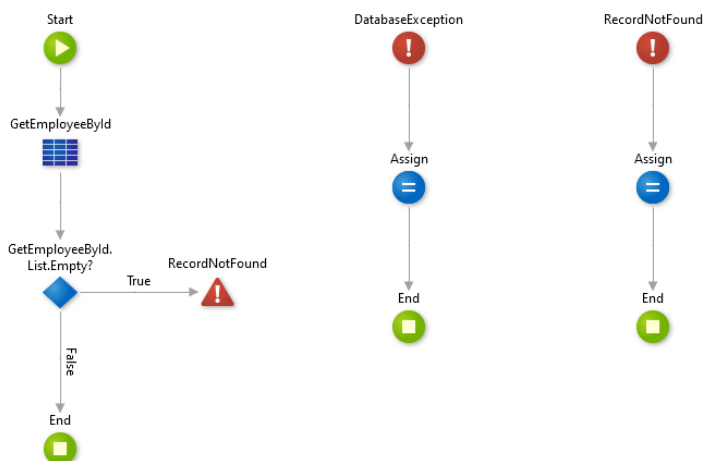 Start
GetEmployeeById
GetEmployeeById.
List.Empty?
True
RecordNotFound
False
End
DatabaseException
Assign
End
RecordNotFound
Assign
End